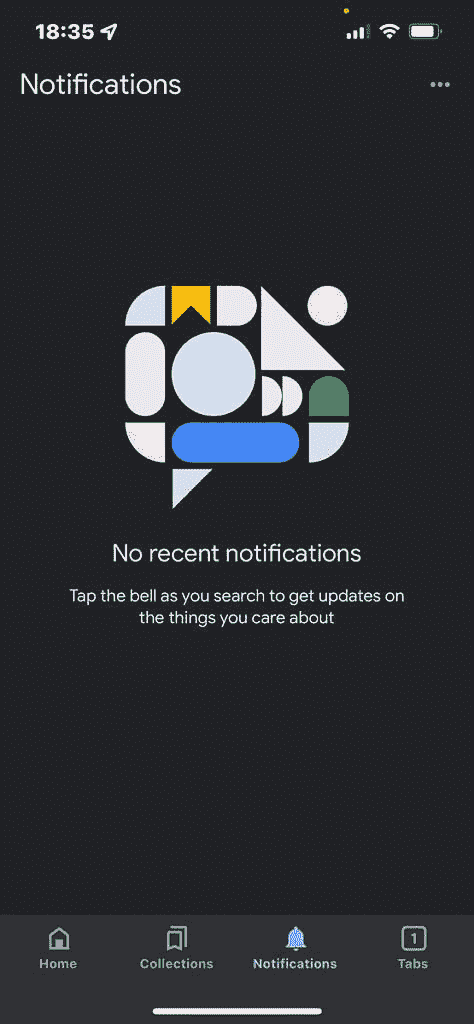 18:35
Notifications
No recent notifications
Tap the bell as you search to get updates on
the things you care about
1
Home
Collections
Notifications
Tabs